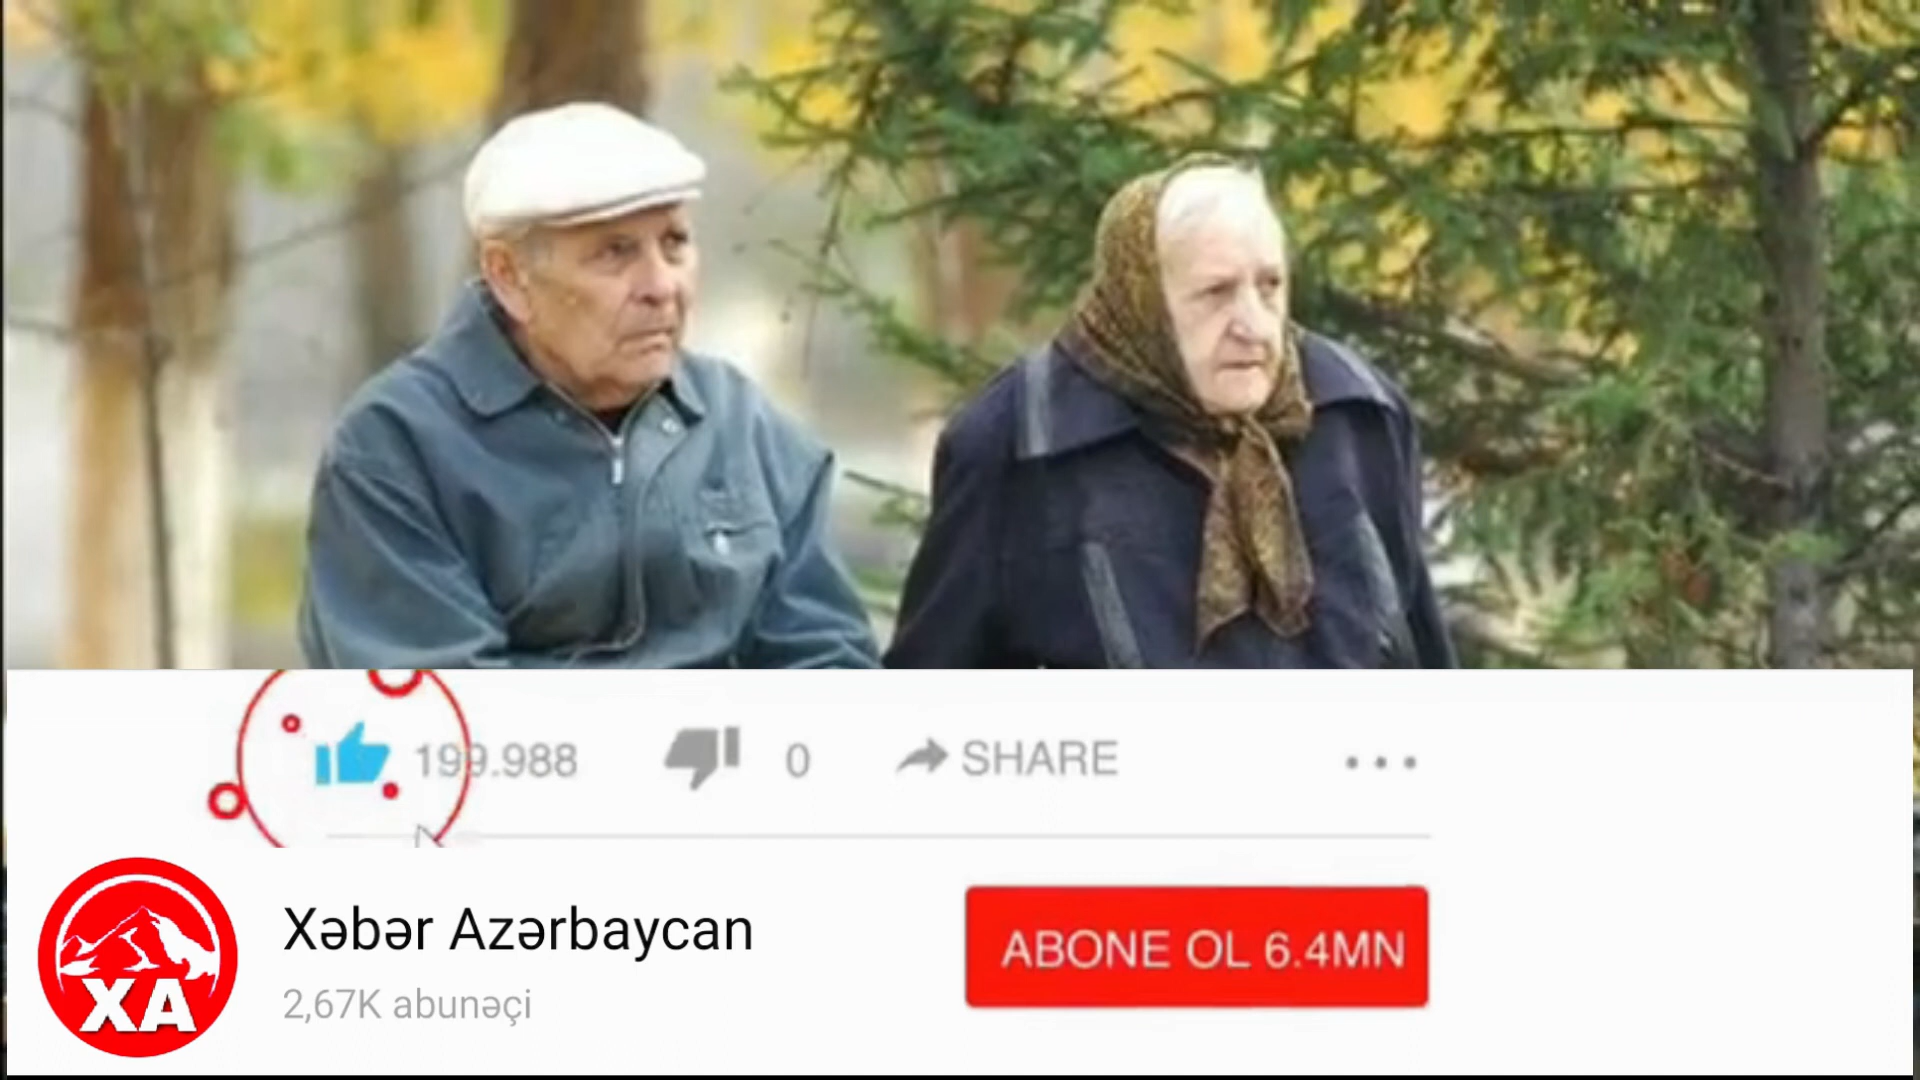 199.988 0 SHARE
Xəbər Azərbaycan
2,67K abunəçi
ABONE OL 6.4MN
XA